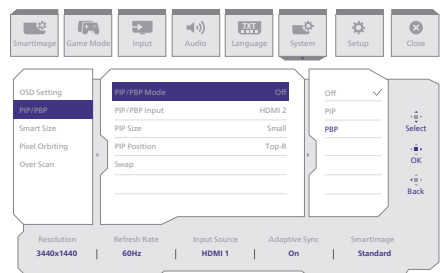 SmartImage
Game Mode
Input
Audio
TXT
Language
System
Setup
Close
OSD Setting
PIP/PBP
Smart Size
Pixel Orbiting
Over Scan
PIP/PBP Mode Off
PIP/PBP Input HDMI 2
PIP Size Small
PIP Position Top-R
Swap
Off
PIP
PBP
Select
OK
Back
Resolution Refresh Rate Input Source Adaptive Sync SmartImage
3440x1440 60Hz HDMI 1 On Standard